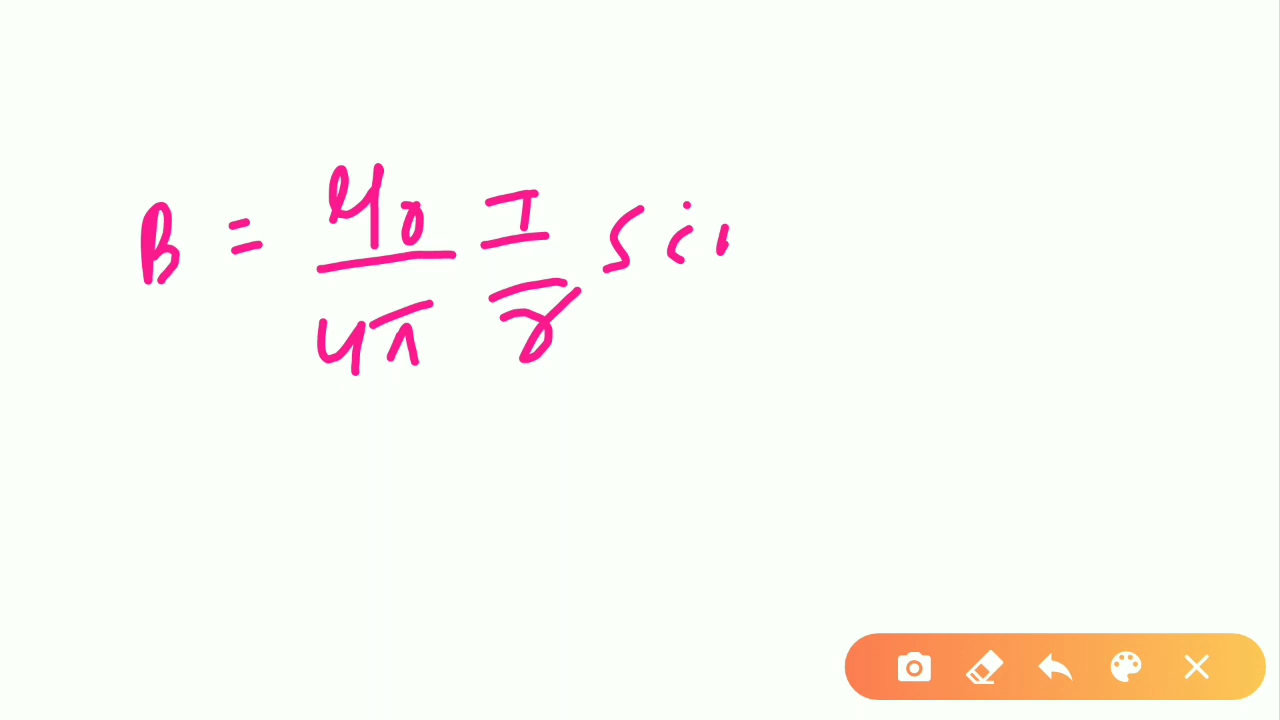 B = μ0/4π I/r sin